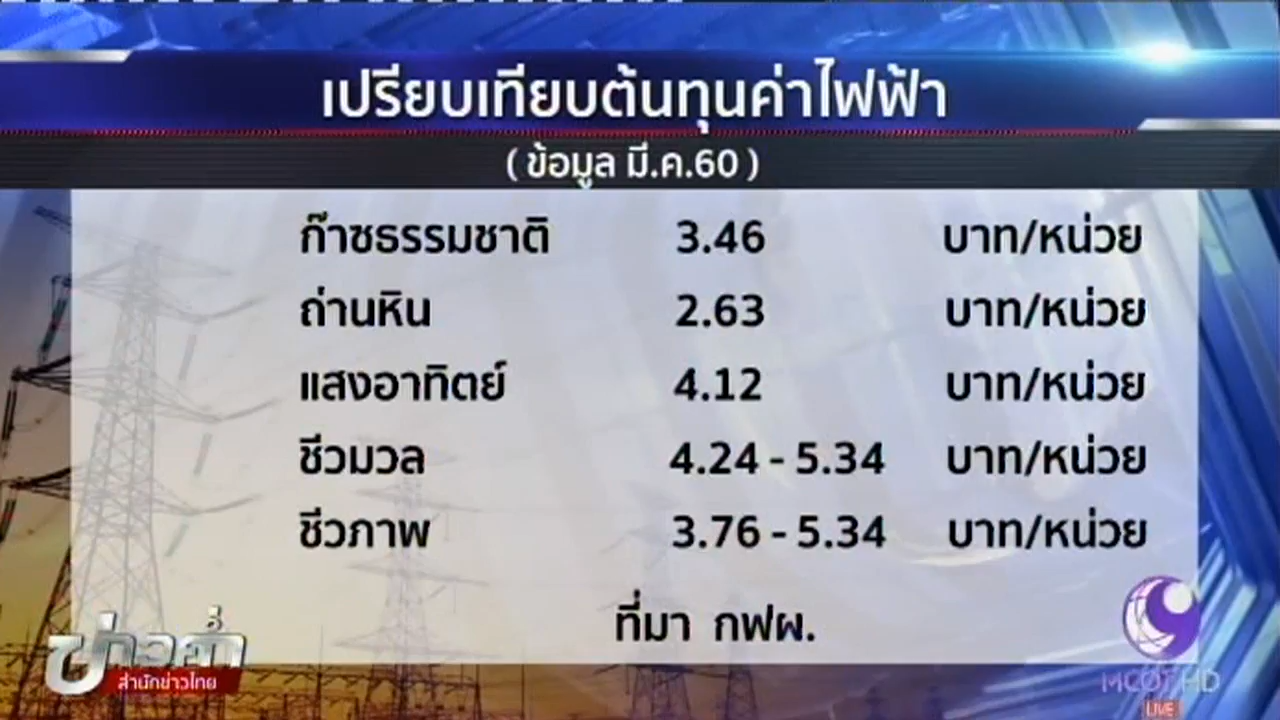 เปรียบเทียบต้นทุนค่าไฟฟ้า
( ข้อมูล มี.ค.60 )
ก๊าซธรรมชาติ 3.46 บาท/หน่วย
ถ่านหิน 2.63 บาท/หน่วย
แสงอาทิตย์ 4.12 บาท/หน่วย
ชีวมวล 4.24 - 5.34 บาท/หน่วย
ชีวภาพ 3.76 - 5.34 บาท/หน่วย
ที่มา กฟผ.
ข่าวค่ำ
สำนักข่าวไทย
MCOT HD
LIVE